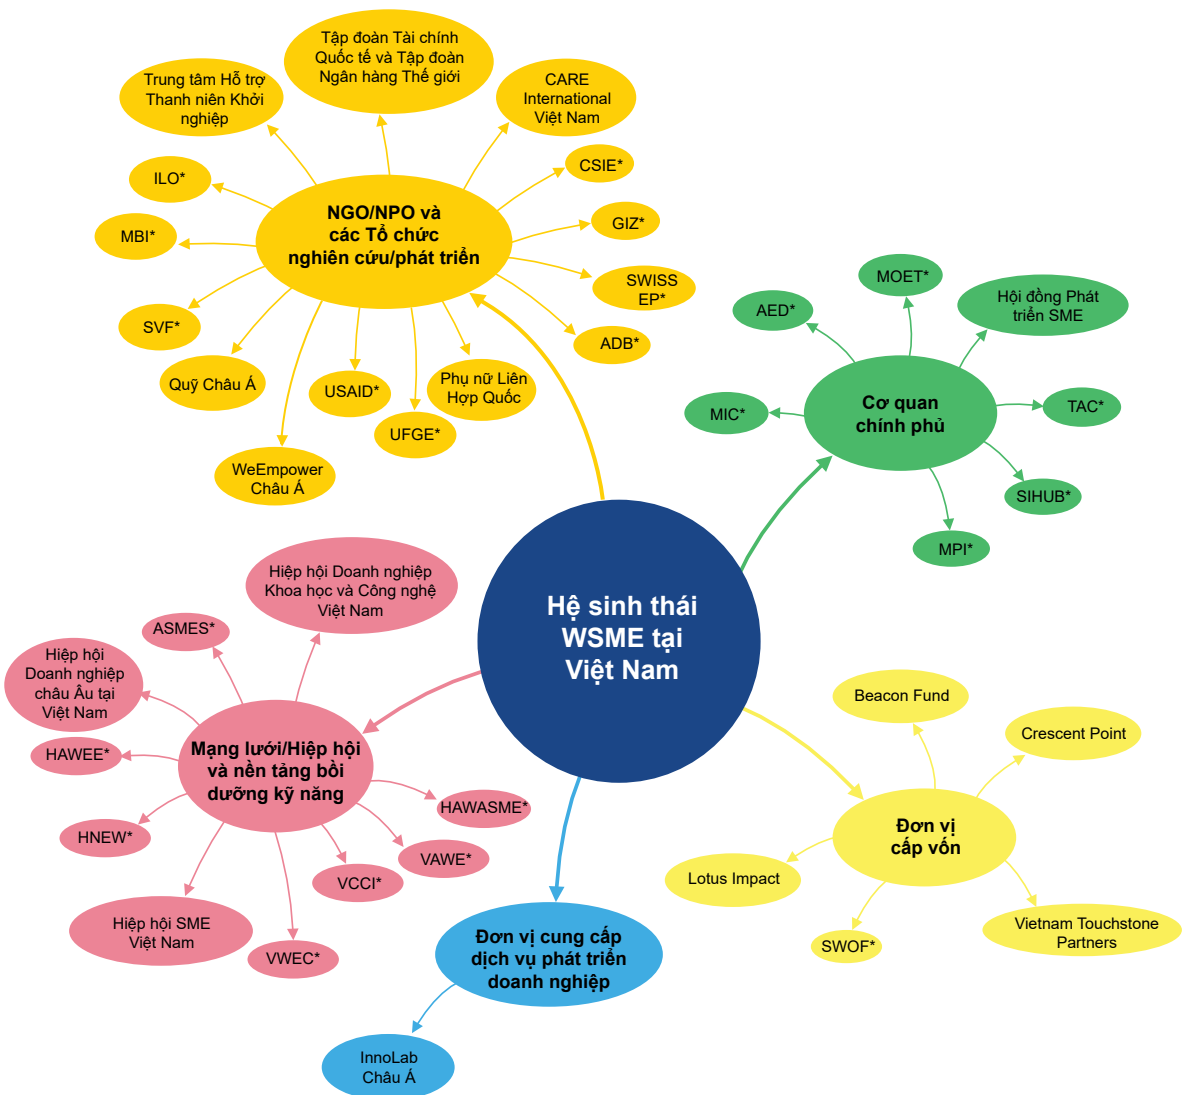 Tập đoàn Tài chính
Quốc tế và Tập đoàn
Ngân hàng Thế giới
Trung tâm Hỗ trợ
Thanh niên Khởi
nghiệp
CARE
International
Việt Nam
ILO*
CSIE*
MBI*
NGO/NPO và
các Tổ chức
nghiên cứu/phát triển
GIZ*
SWISS
EP*
SVF*
ADB*
Quỹ Châu Á
USAID*
Phụ nữ Liên
Hợp Quốc
UFGE*
WeEmpower
Châu Á
MOET*
AED*
Hội đồng Phát
triển SME
MIC*
Cơ quan
chính phủ
TAC*
SIHUB*
MPI*
Hệ sinh thái
WSME tại
Việt Nam
Hiệp hội Doanh nghiệp
Khoa học và Công nghệ
Việt Nam
ASMES*
Hiệp hội
Doanh nghiệp
châu Âu tại
Việt Nam
HAWEE*
Mạng lưới/Hiệp hội
và nền tảng bồi
dưỡng kỹ năng
HAWASME*
HNEW*
VAWE*
VCCI*
Hiệp hội SME
Việt Nam
VWEC*
Beacon Fund
Crescent Point
Đơn vị
cấp vốn
Lotus Impact
SWOF*
Vietnam Touchstone
Partners
Đơn vị cung cấp
dịch vụ phát triển
doanh nghiệp
InnoLab
Châu Á